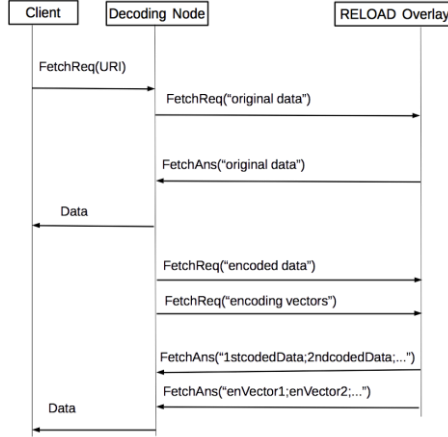 Client
Decoding Node
RELOAD Overlay
FetchReq(URI)
FetchReq("original data")
FetchAns("original data")
Data
FetchReq("encoded data")
FetchReq("encoding vectors")
FetchAns("1stcodedData;2ndcodedData;...")
FetchAns("enVector1;enVector2;...")
Data